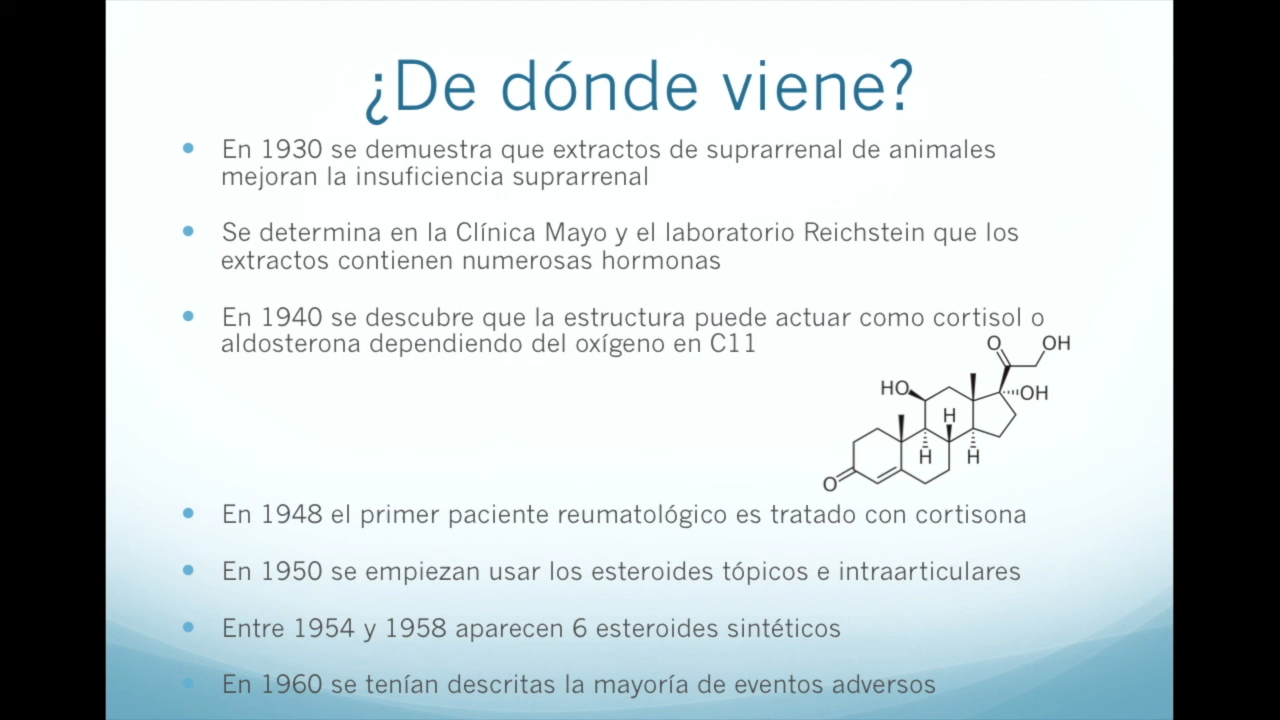 ¿De dónde viene?
En 1930 se demuestra que extractos de suprarrenal de animales
mejoran la insuficiencia suprarrenal
Se determina en la Clínica Mayo y el laboratorio Reichstein que los
extractos contienen numerosas hormonas
En 1940 se descubre que la estructura puede actuar como cortisol o
aldosterona dependiendo del oxígeno en C11
O
OH
HO
OH
H
H
H
O
En 1948 el primer paciente reumatológico es tratado con cortisona
En 1950 se empiezan usar los esteroides tópicos e intraarticulares
Entre 1954 y 1958 aparecen 6 esteroides sintéticos
En 1960 se tenían descritas la mayoría de eventos adversos